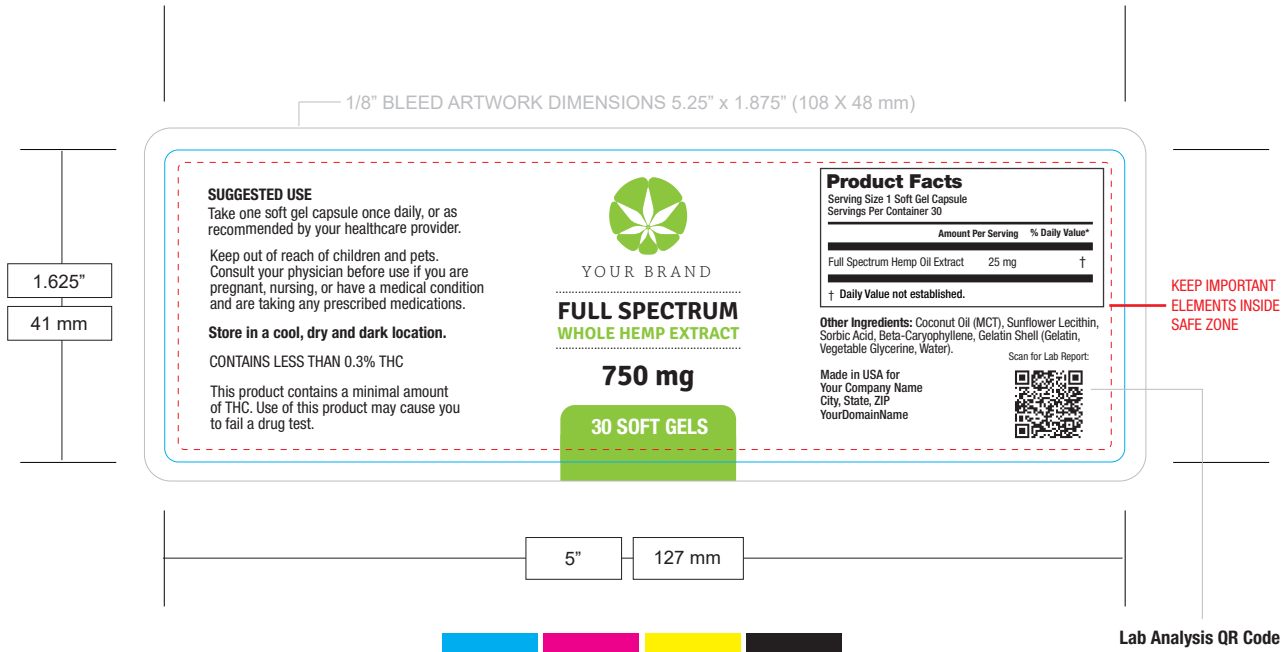 1/8” BLEED ARTWORK DIMENSIONS 5.25” x 1.875” (108 X 48 mm)
1.625”
41 mm
SUGGESTED USE
Take one soft gel capsule once daily, or as
recommended by your healthcare provider.
Keep out of reach of children and pets.
Consult your physician before use if you are
pregnant, nursing, or have a medical condition
and are taking any prescribed medications.
Store in a cool, dry and dark location.
CONTAINS LESS THAN 0.3% THC
This product contains a minimal amount
of THC. Use of this product may cause you
to fail a drug test.
YOUR BRAND
FULL SPECTRUM
WHOLE HEMP EXTRACT
750 mg
30 SOFT GELS
Product Facts
Serving Size 1 Soft Gel Capsule
Servings Per Container 30
Amount Per Serving % Daily Value*
Full Spectrum Hemp Oil Extract 25 mg †
† Daily Value not established.
Other Ingredients: Coconut Oil (MCT), Sunflower Lecithin,
Sorbic Acid, Beta-Caryophyllene, Gelatin Shell (Gelatin,
Vegetable Glycerine, Water).
Scan for Lab Report:
Made in USA for
Your Company Name
City, State, ZIP
YourDomainName
KEEP IMPORTANT
ELEMENTS INSIDE
SAFE ZONE
5”
127 mm
Lab Analysis QR Code